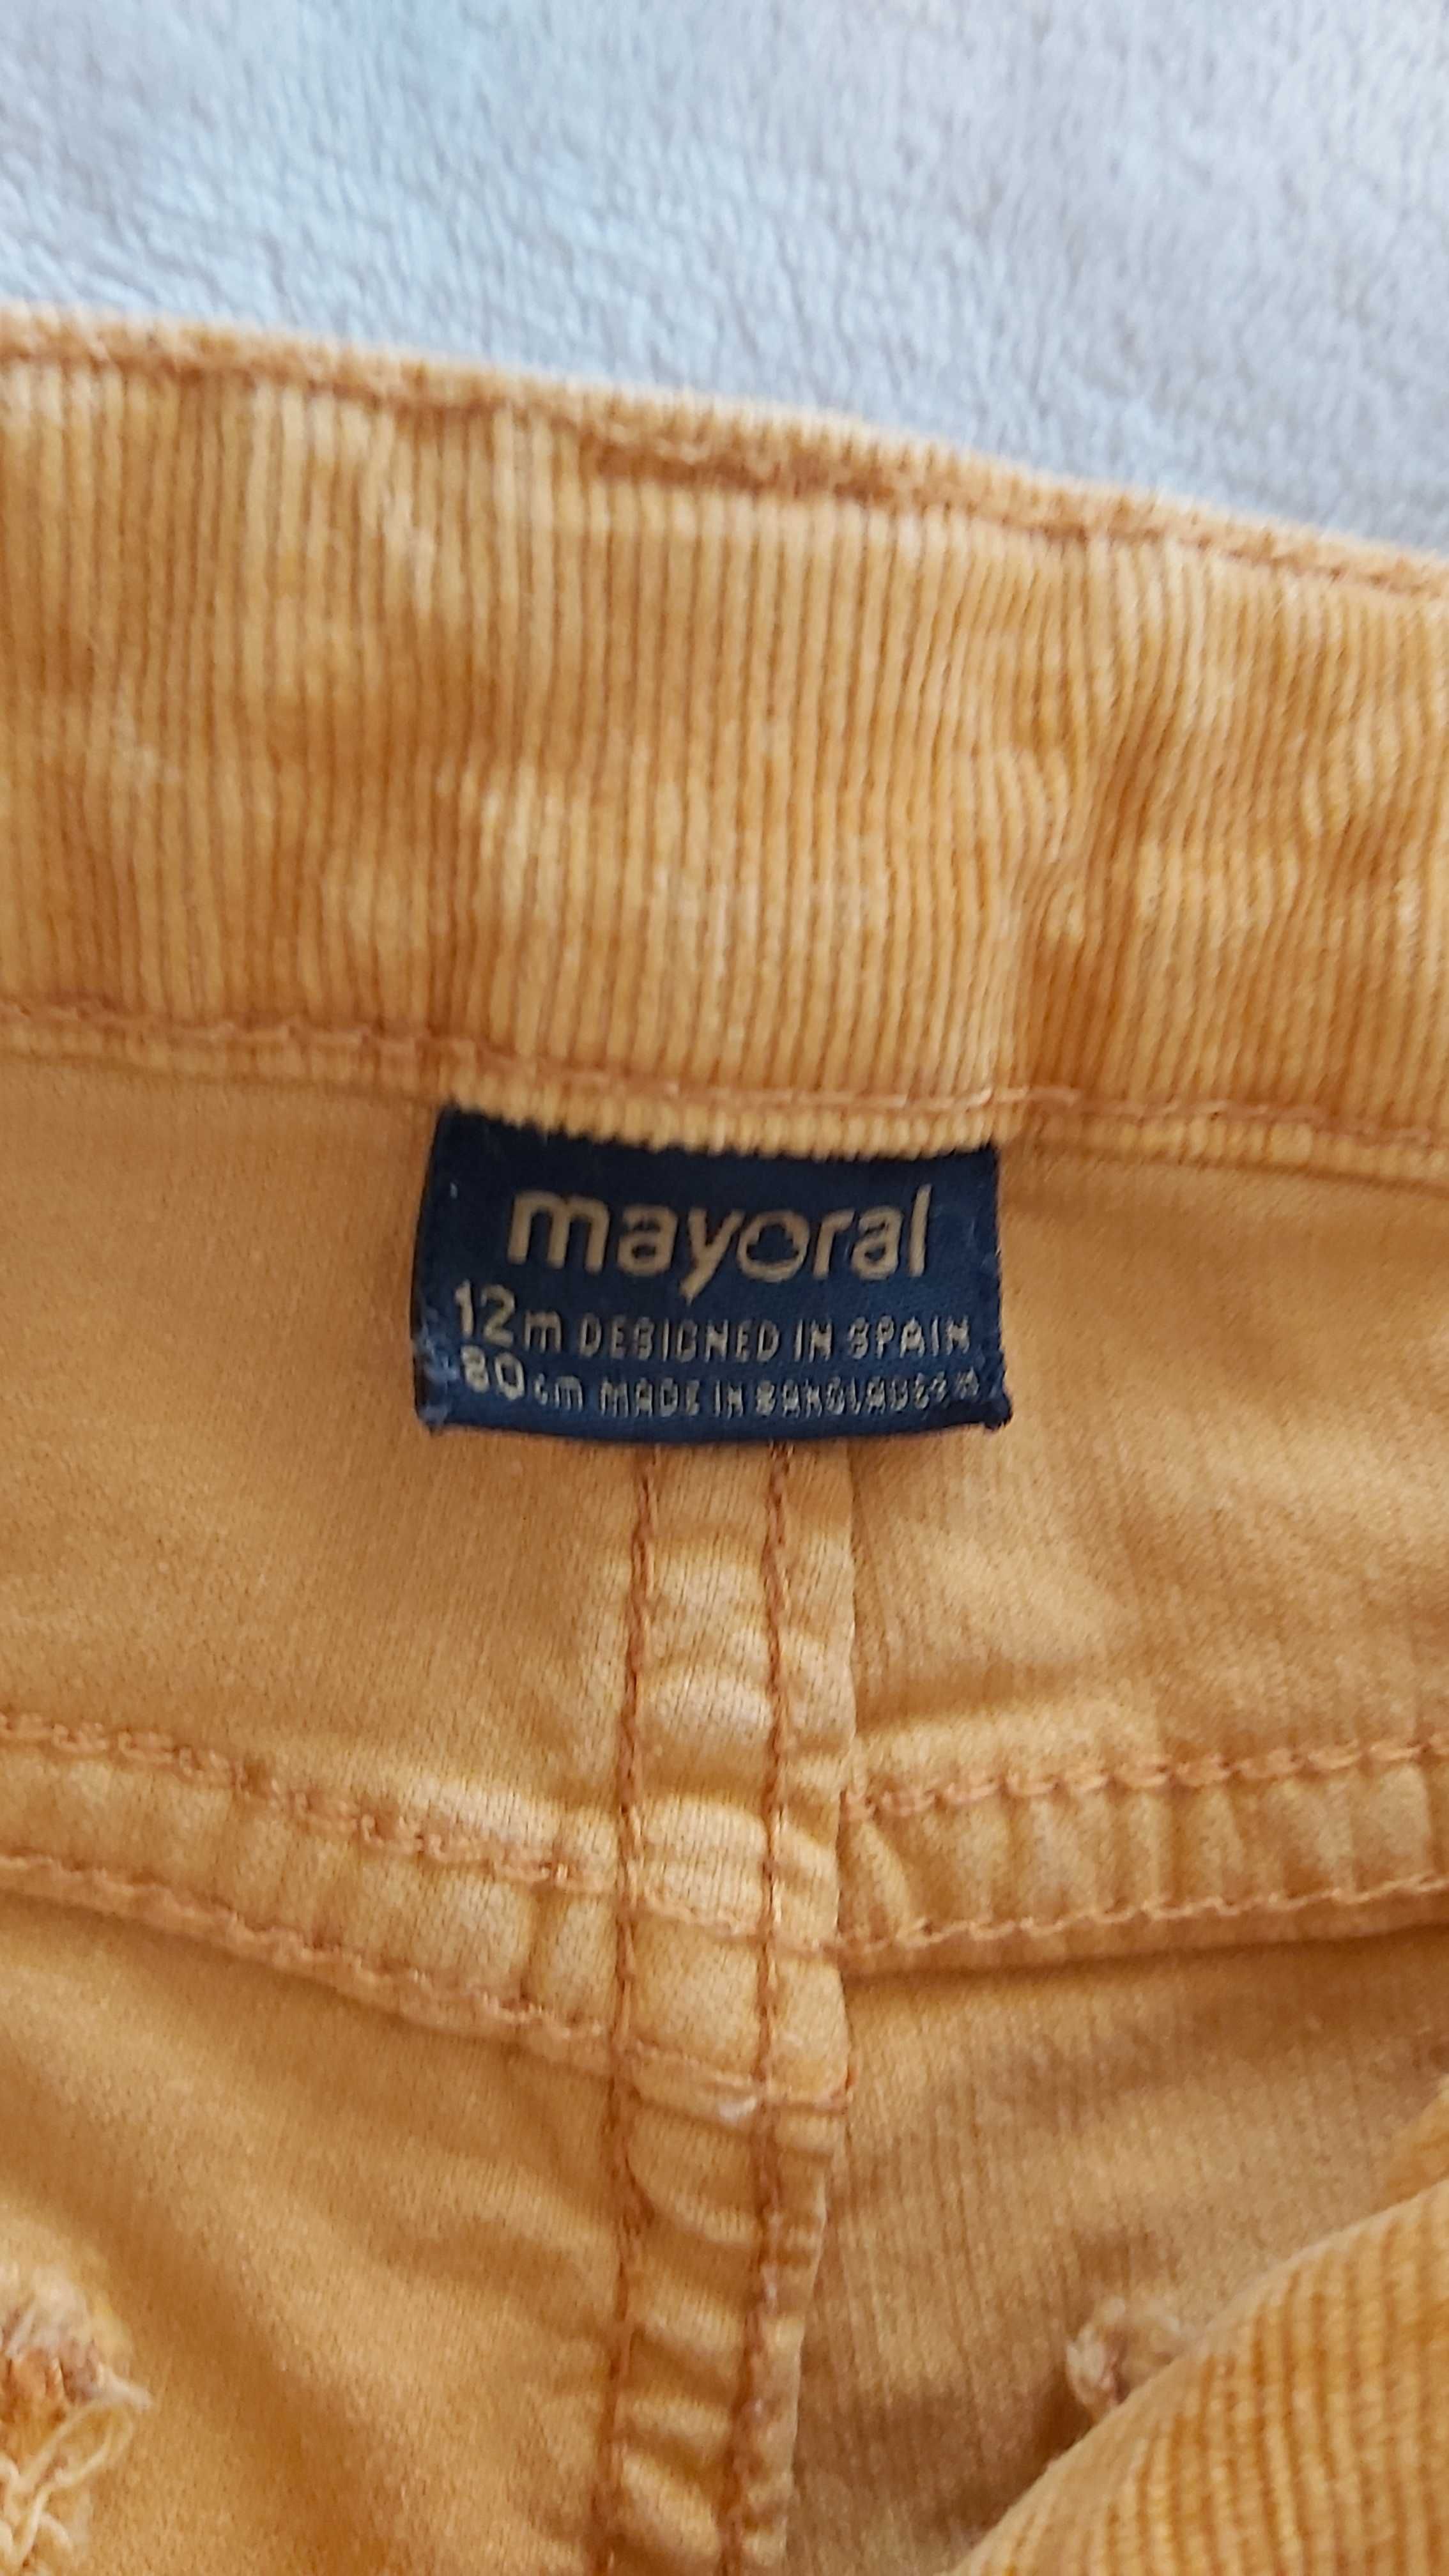 mayoral
12m DESIGNED IN SPAIN
80cm MADE IN BANGLADESH